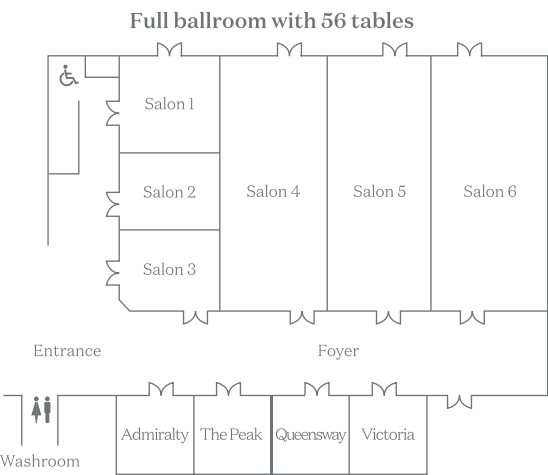 Full ballroom with 56 tables
Salon 1
Salon 2
Salon 4
Salon 5
Salon 6
Salon 3
Entrance
Foyer
Admiralty
The Peak
Queensway
Victoria
Washroom